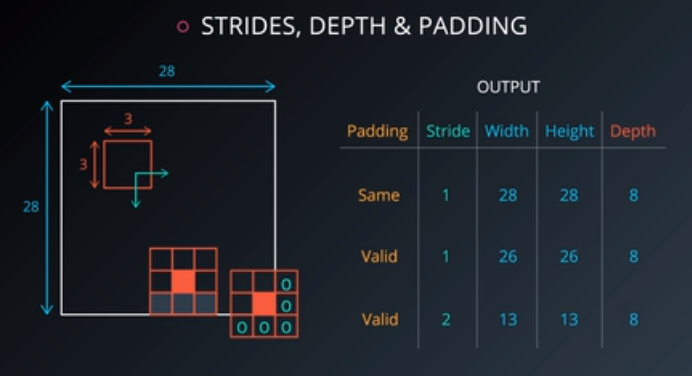 STRIDES, DEPTH & PADDING
28
OUTPUT
3
Padding Stride Width Height Depth
3
Same 1 28 28 8
28
Valid 1 26 26 8
0
0
0 0 0
Valid 2 13 13 8